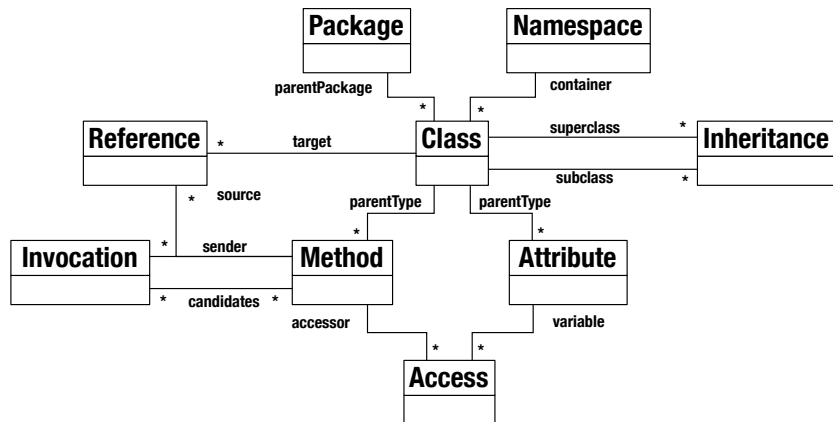 Package
Namespace
parentPackage
*
*
container
Reference
Class
Inheritance
*
target
superclass
*
subclass
*
*
source
parentType
parentType
*
*
Invocation
Method
Attribute
*
sender
*
candidates
*
accessor
variable
*
*
Access